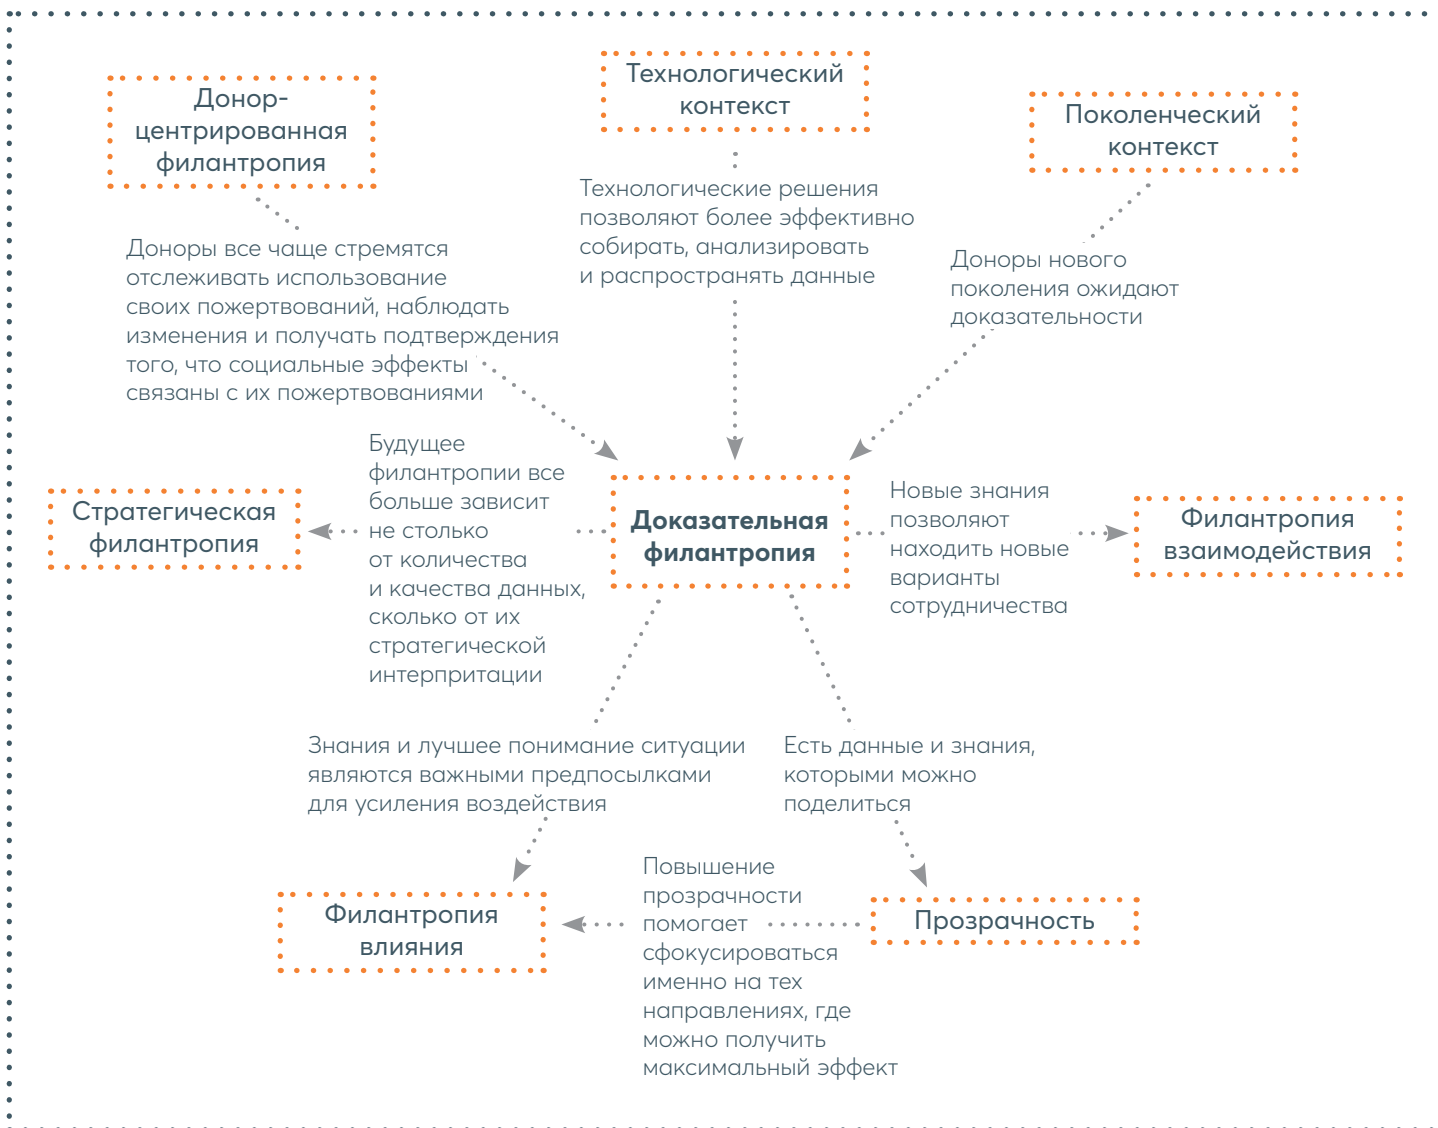 Донор-
центрированная
филантропия
Технологический
контекст
Поколенческий
контекст
Доноры все чаще стремятся
отслеживать использование
своих пожертвований, наблюдать
изменения и получать подтверждения
того, что социальные эффекты
связаны с их пожертвованиями
Технологические решения
позволяют более эффективно
собирать, анализировать
и распространять данные
Доноры нового
поколения ожидают
доказательности
Стратегическая
филантропия
Будущее
филантропии все
больше зависит
не столько
от количества
и качества данных,
сколько от их
стратегической
интерпритации
Доказательная
филантропия
Новые знания
позволяют
находить новые
варианты
сотрудничества
Филантропия
взаимодействия
Знания и лучшее понимание ситуации
являются важными предпосылками
для усиления воздействия
Есть данные и знания,
которыми можно
поделиться
Филантропия
влияния
Повышение
прозрачности
помогает
сфокусироваться
именно на тех
направлениях, где
можно получить
максимальный эффект
Прозрачность